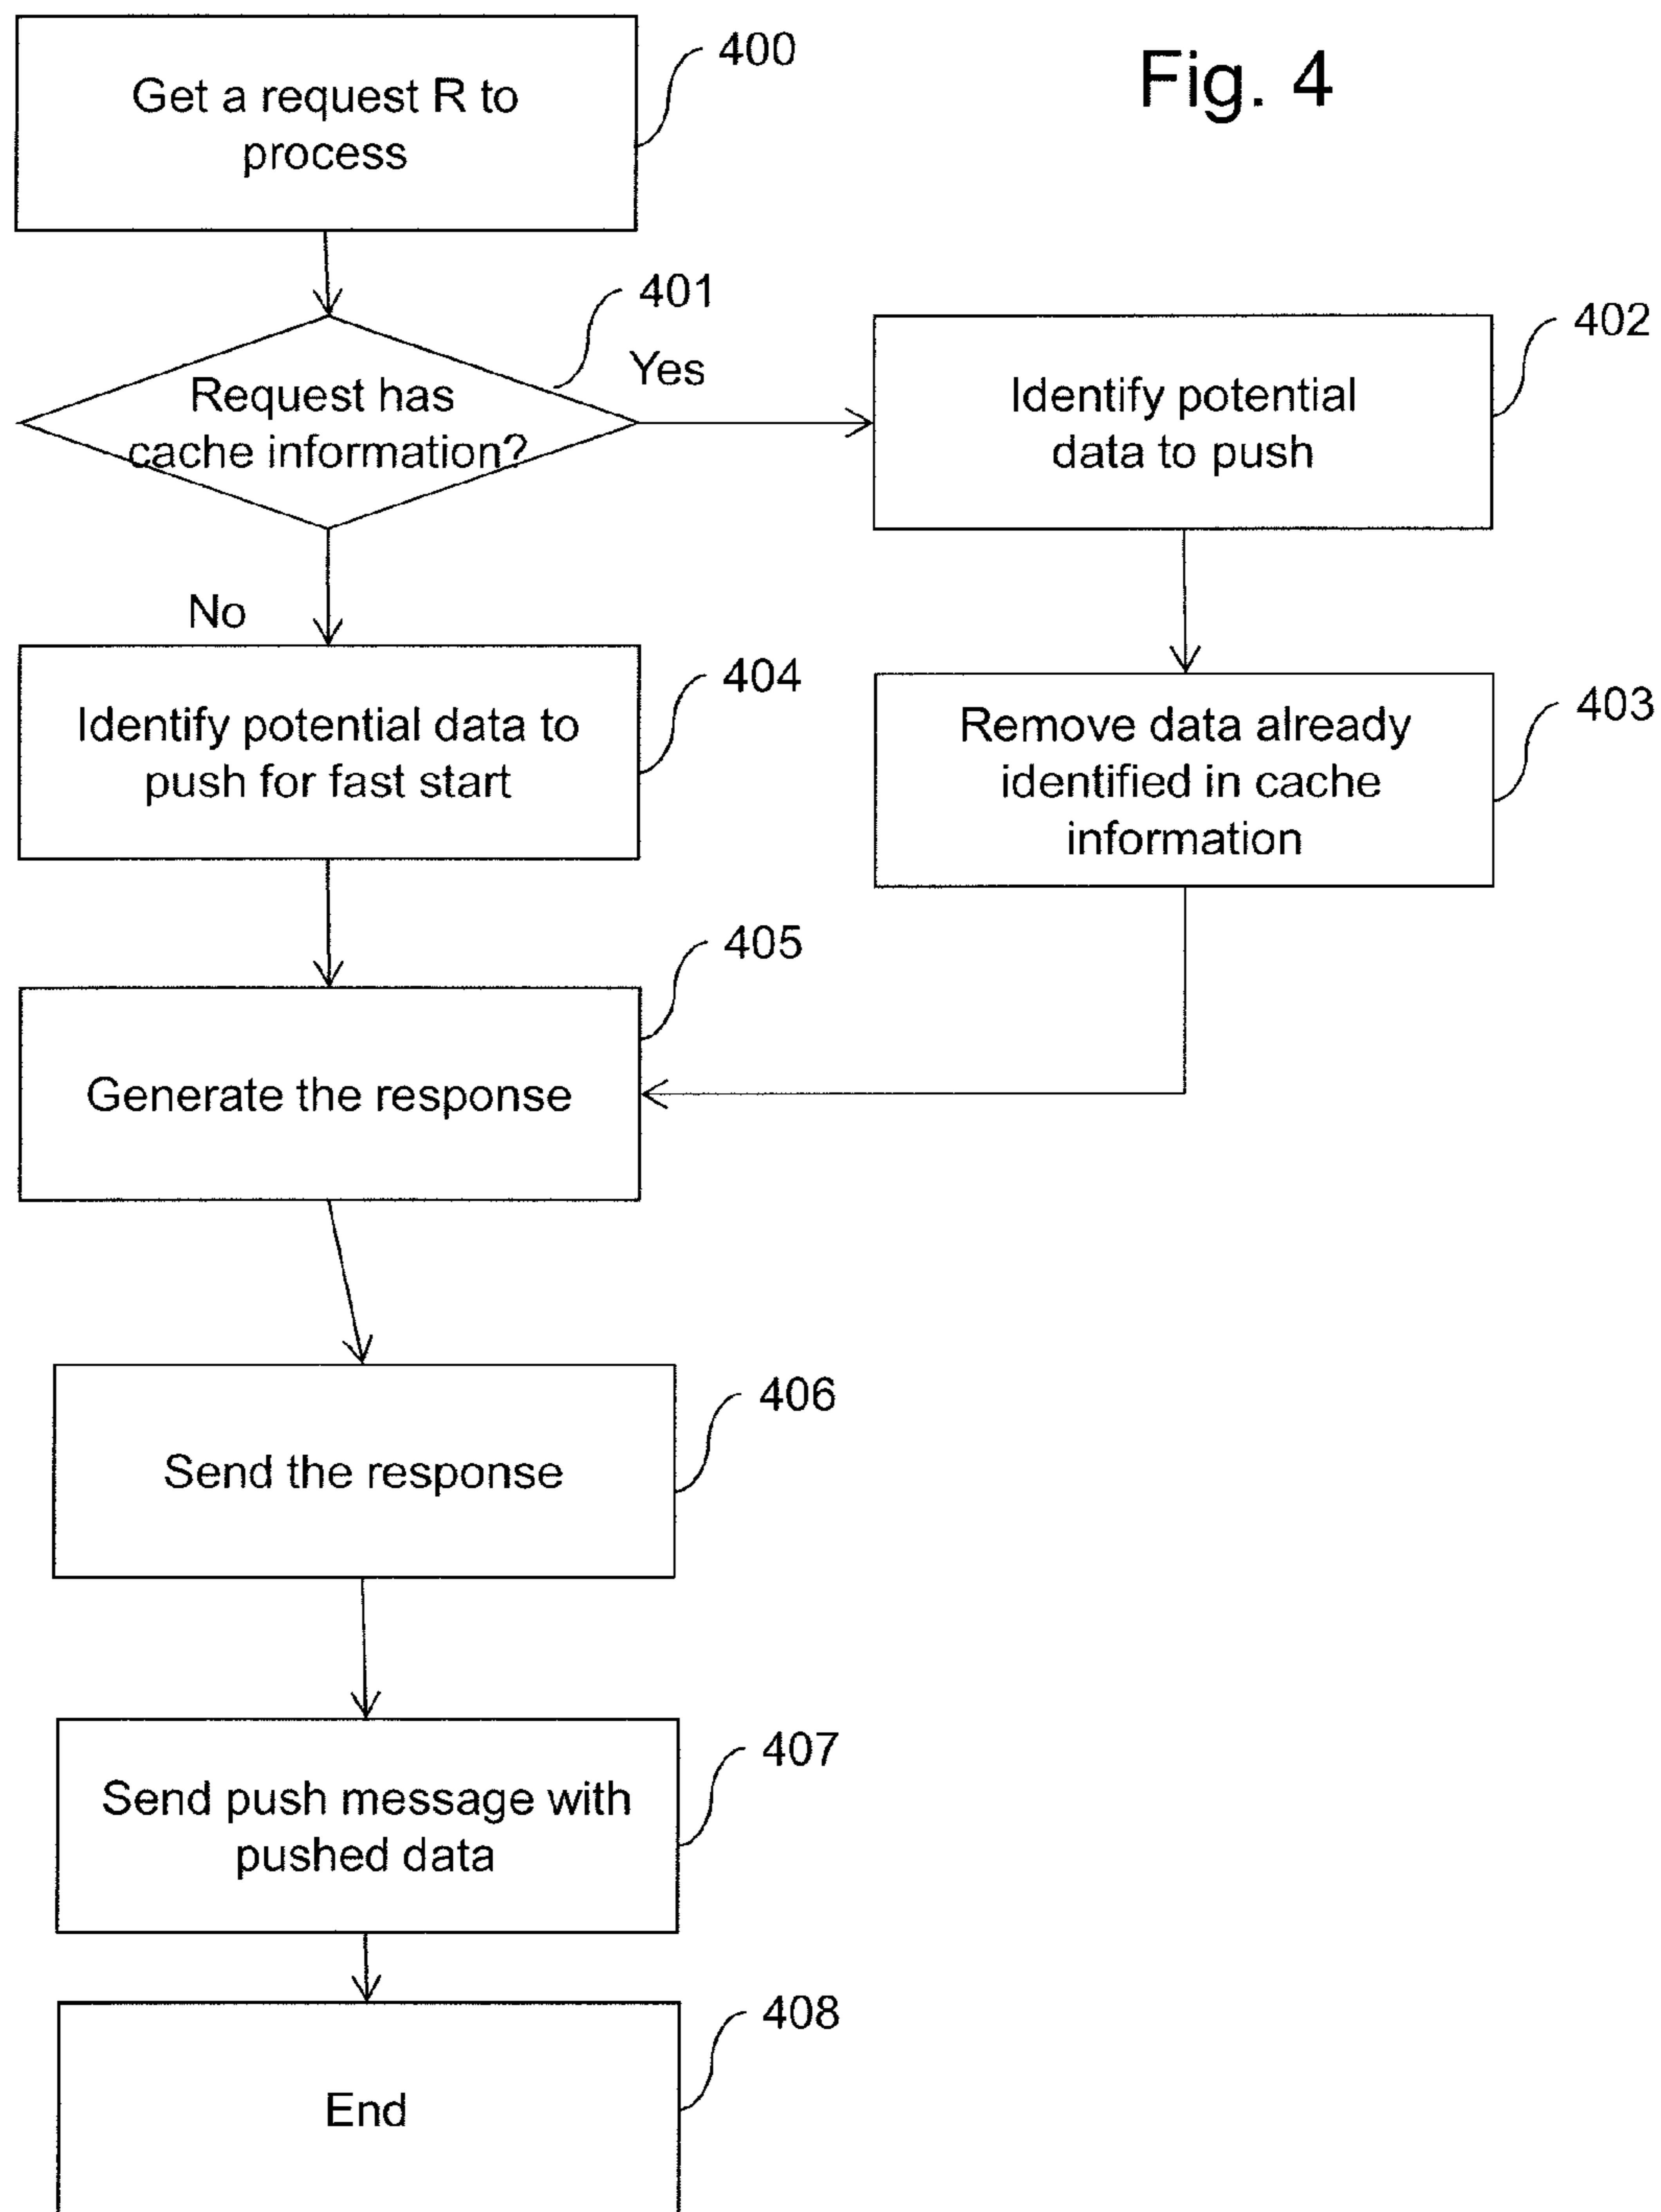 Fig. 4
400
Get a request R to
process
401
Request has
cache information?
Yes
402
Identify potential
data to push
No
404
Identify potential data to
push for fast start
403
Remove data already
identified in cache
information
405
Generate the response
406
Send the response
407
Send push message with
pushed data
408
End